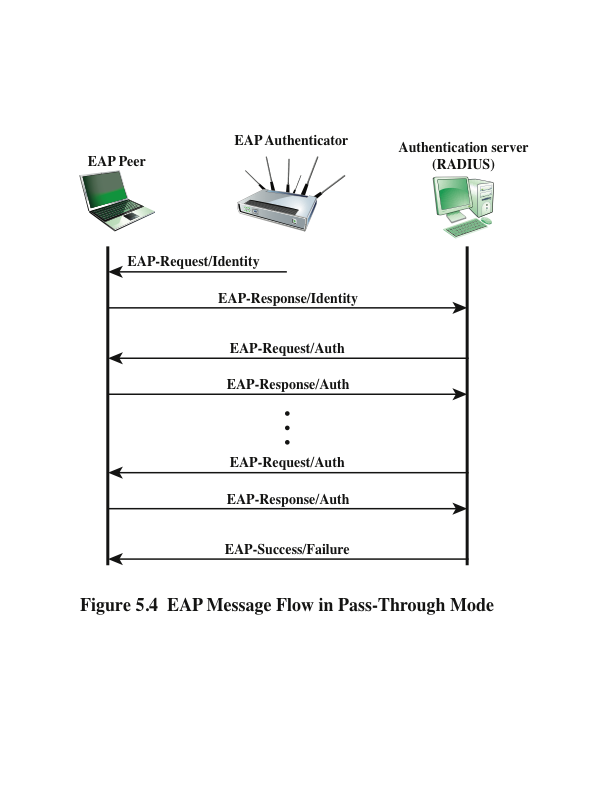 EAP Authenticator
Authentication server
(RADIUS)
EAP Peer
EAP-Request/Identity
EAP-Response/Identity
EAP-Request/Auth
EAP-Response/Auth
EAP-Request/Auth
EAP-Response/Auth
EAP-Success/Failure
Figure 5.4 EAP Message Flow in Pass-Through Mode